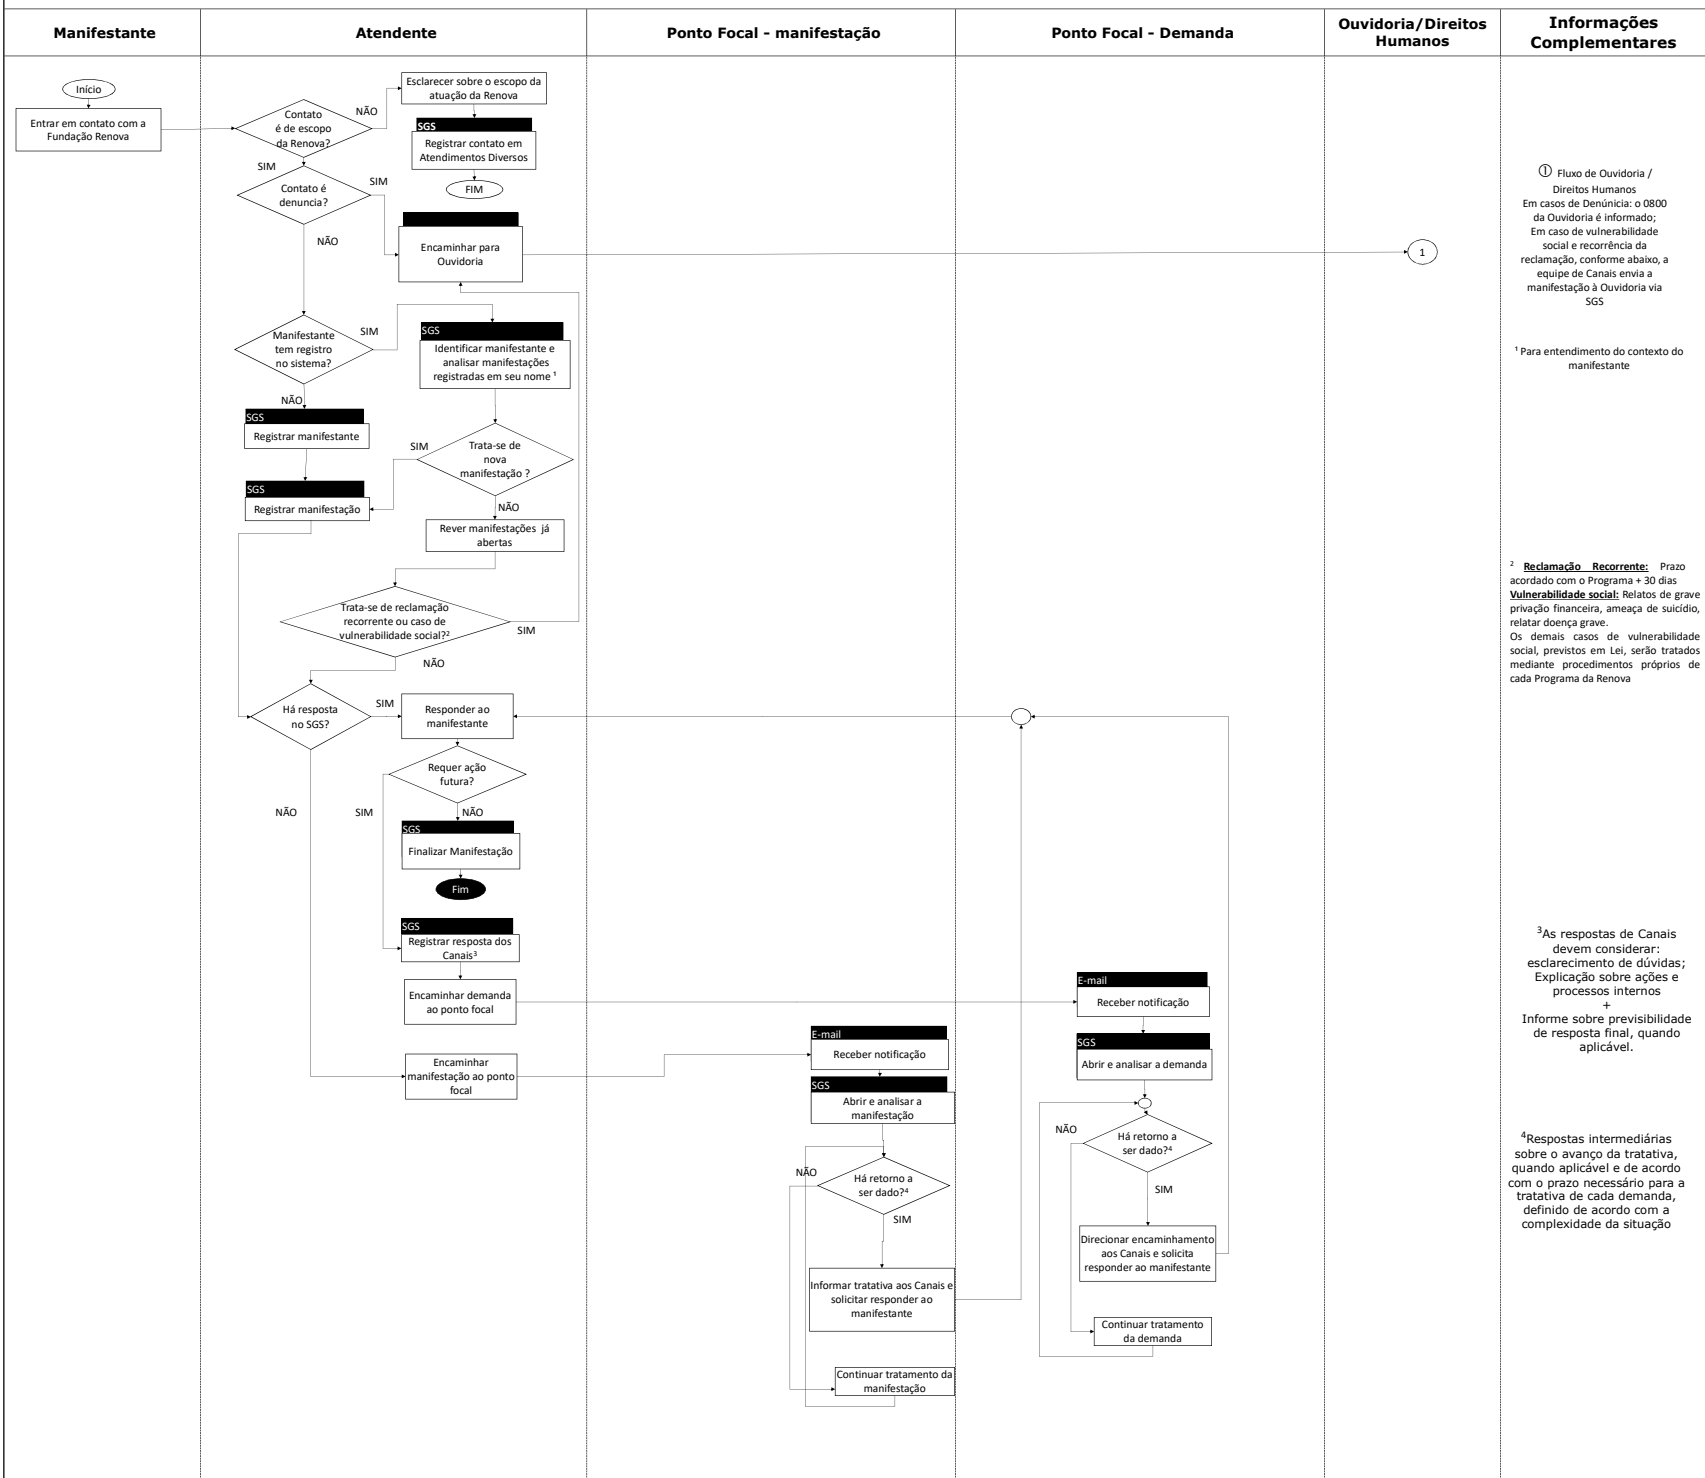 Manifestante
Atendente
Ponto Focal - manifestação
Ponto Focal - Demanda
Ouvidoria/Direitos
Humanos
Informações
Complementares
Início
Entrar em contato com a
Fundação Renova
Contato
é de escopo
da Renova?
NÃO
SIM
Esclarecer sobre o escopo da
atuação da Renova
SGS
Registrar contato em
Atendimentos Diversos
FIM
Contato é
denuncia?
SIM
NÃO
Encaminhar para
Ouvidoria
1
① Fluxo de Ouvidoria /
Direitos Humanos
Em casos de Denúnicia: o 0800
da Ouvidoria é informado;
Em caso de vulnerabilidade
social e recorrência da
reclamação, conforme abaixo, a
equipe de Canais envia a
manifestação à Ouvidoria via
SGS
Manifestante
tem registro
no sistema?
SIM
NÃO
SGS
Identificar manifestante e
analisar manifestações
registradas em seu nome ¹
¹ Para entendimento do contexto do
manifestante
SGS
Registrar manifestante
SIM
Trata-se de
nova
manifestação ?
NÃO
SGS
Registrar manifestação
Rever manifestações já
abertas
Trata-se de reclamação
recorrente ou caso de
vulnerabilidade social?²
SIM
NÃO
² Reclamação Recorrente: Prazo
acordado com o Programa + 30 dias
Vulnerabilidade social: Relatos de grave
privação financeira, ameaça de suicídio,
relatar doença grave.
Os demais casos de vulnerabilidade
social, previstos em Lei, serão tratados
mediante procedimentos próprios de
cada Programa da Renova
Há resposta
no SGS?
SIM
NÃO
Responder ao
manifestante
Requer ação
futura?
SIM
NÃO
SGS
Finalizar Manifestação
Fim
SGS
Registrar resposta dos
Canais³
Encaminhar demanda
ao ponto focal
³As respostas de Canais
devem considerar:
esclarecimento de dúvidas;
Explicação sobre ações e
processos internos
+
Informe sobre previsibilidade
de resposta final, quando
aplicável.
E-mail
Receber notificação
SGS
Abrir e analisar a demanda
Encaminhar
manifestação ao ponto
focal
E-mail
Receber notificação
SGS
Abrir e analisar a
manifestação
NÃO
Há retorno a
ser dado?⁴
SIM
NÃO
Há retorno a
ser dado?⁴
SIM
⁴Respostas intermediárias
sobre o avanço da tratativa,
quando aplicável e de acordo
com o prazo necessário para a
tratativa de cada demanda,
definido de acordo com a
complexidade da situação
Direcionar encaminhamento
aos Canais e solicita
responder ao manifestante
Informar tratativa aos Canais e
solicitar responder ao
manifestante
Continuar tratamento
da demanda
Continuar tratamento da
manifestação